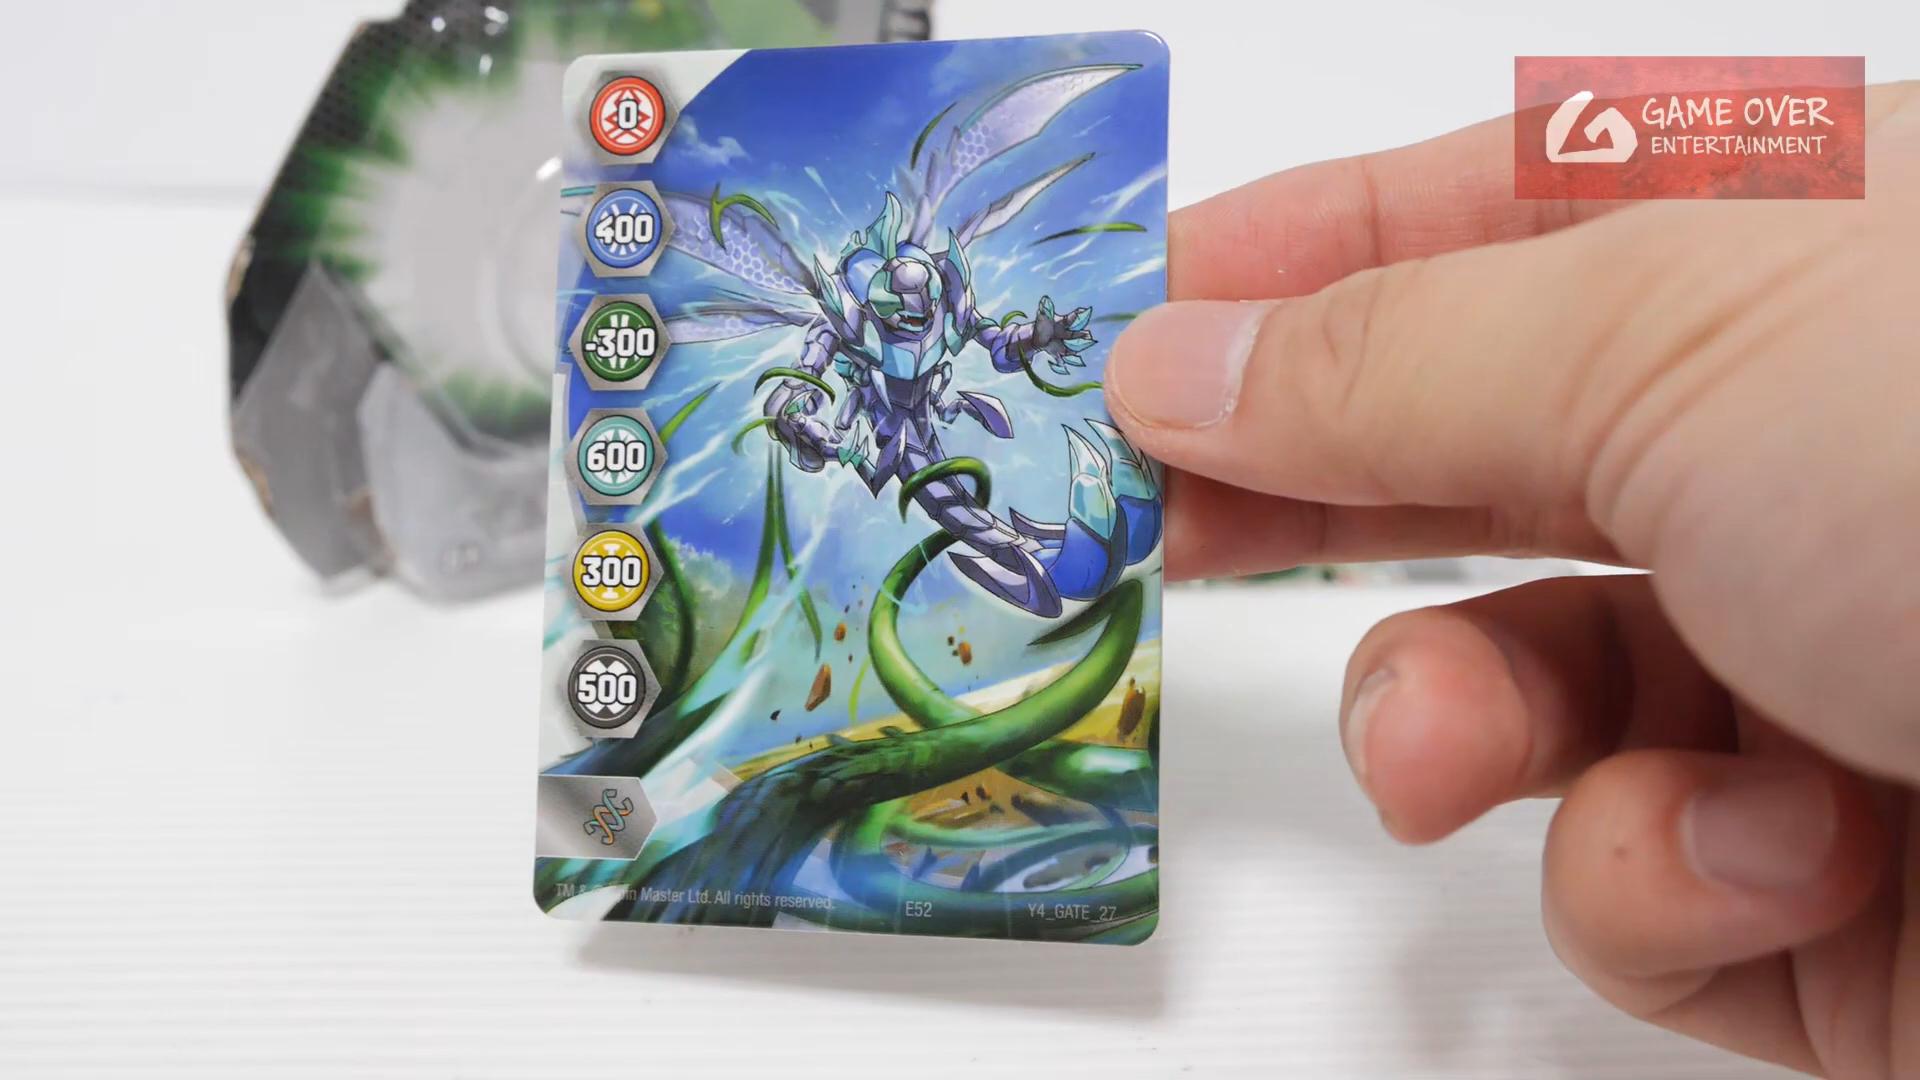 GAME OVER
ENTERTAINMENT
0
400
-300
600
300
500
Master Ltd. All rights reserved.
E52
Y4_GATE_27